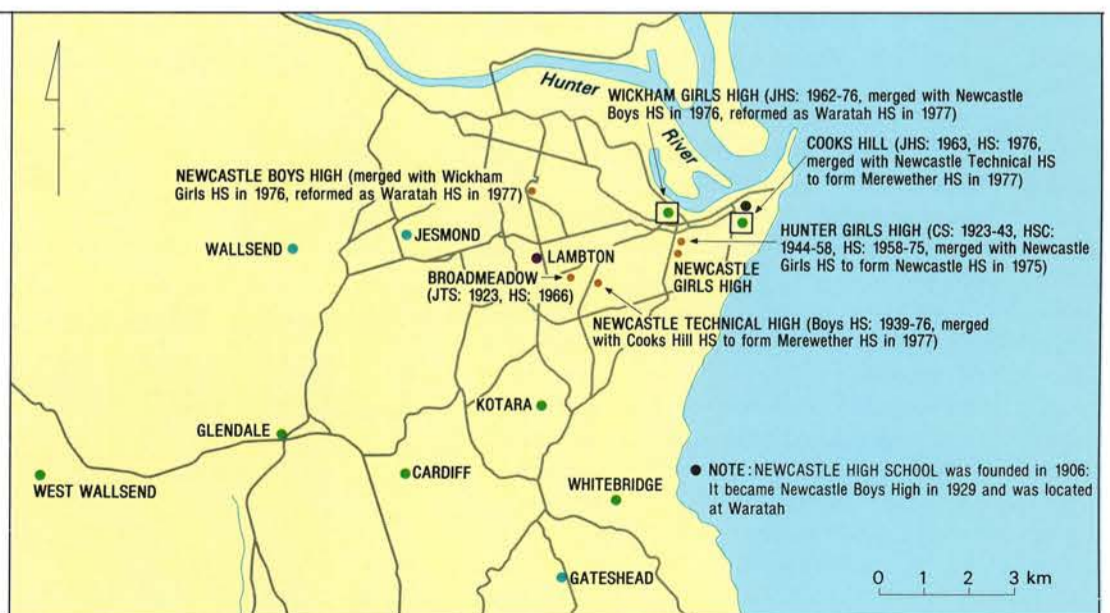 Hunter
River
WICKHAM GIRLS HIGH (JHS: 1962-76, merged with Newcastle
Boys HS in 1976, reformed as Waratah HS in 1977)
COOKS HILL (JHS: 1963, HS: 1976,
merged with Newcastle Technical HS
to form Merewether HS in 1977)
NEWCASTLE BOYS HIGH (merged with Wickham
Girls HS in 1976, reformed as Waratah HS in 1977)
HUNTER GIRLS HIGH (CS: 1923-43, HSC:
1944-58, HS: 1958-75, merged with Newcastle
Girls HS to form Newcastle HS in 1975)
JESMOND
WALLSEND
LAMBTON
BROADMEADOW
(JTS: 1923, HS: 1966)
NEWCASTLE
GIRLS HIGH
NEWCASTLE TECHNICAL HIGH (Boys HS: 1939-76, merged
with Cooks Hill HS to form Merewether HS in 1977)
KOTARA
GLENDALE
CARDIFF
WEST WALLSEND
WHITEBRIDGE
NOTE: NEWCASTLE HIGH SCHOOL was founded in 1906:
It became Newcastle Boys High in 1929 and was located
at Waratah
GATESHEAD
0 1 2 3 km